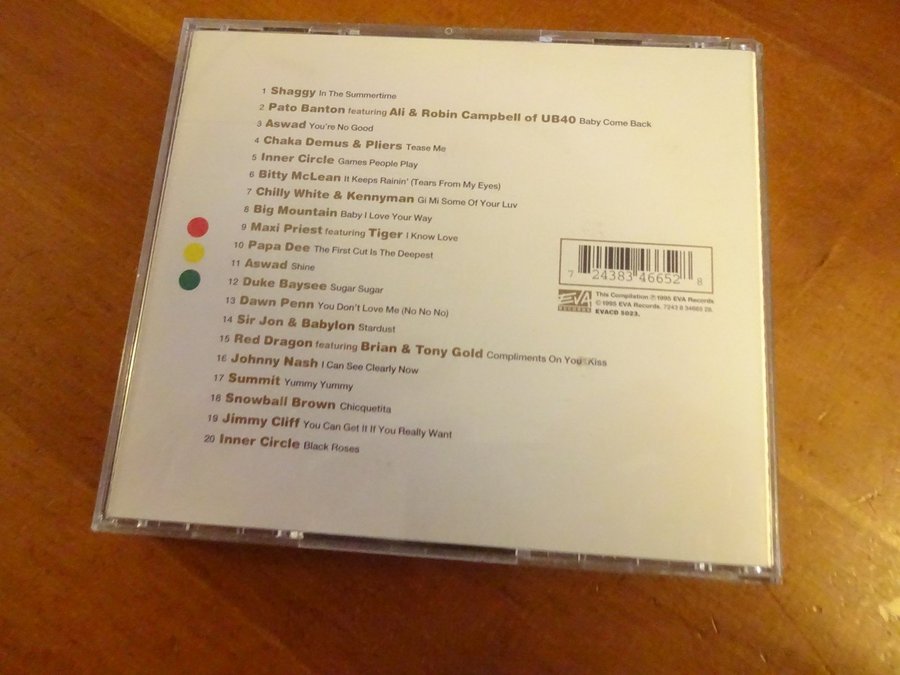 1 Shaggy In The Summertime
2 Pato Banton featuring Ali & Robin Campbell of UB40 Baby Come Back
3 Aswad You're No Good
4 Chaka Demus & Pliers Tease Me
5 Inner Circle Games People Play
6 Bitty McLean It Keeps Rainin' (Tears From My Eyes)
7 Chilly White & Kennyman Gi Mi Some Of Your Luv
8 Big Mountain Baby I Love Your Way
9 Maxi Priest featuring Tiger I Know Love
10 Papa Dee The First Cut Is The Deepest
11 Aswad Shine
12 Duke Baysee Sugar Sugar
13 Dawn Penn You Don't Love Me (No No No)
14 Sir Jon & Babylon Stardust
15 Red Dragon featuring Brian & Tony Gold Compliments On You Kiss
16 Johnny Nash I Can See Clearly Now
17 Summit Yummy Yummy
18 Snowball Brown Chicquetita
19 Jimmy Cliff You Can Get It If You Really Want
20 Inner Circle Black Roses
7 24383 46652 8
EVA RECORDS
This Compilation ℗ 1995 EVA Records
© 1995 EVA Records. 7243 8 34665 28.
EVACD 5023.